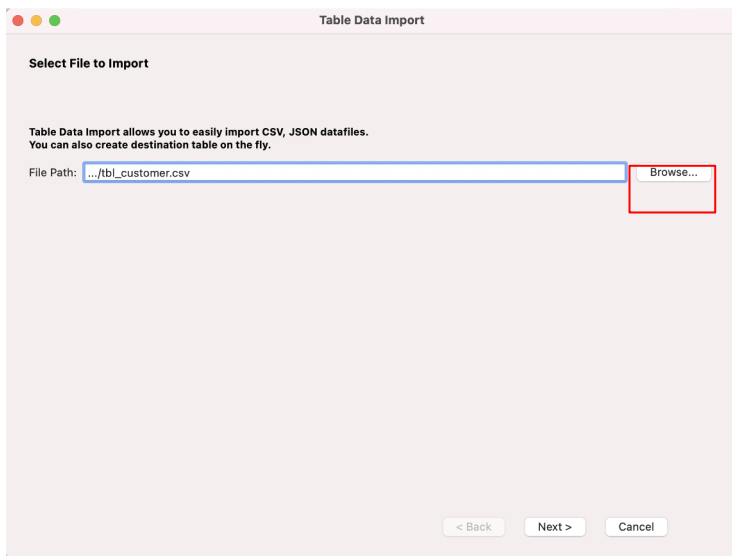 Table Data Import
Select File to Import
Table Data Import allows you to easily import CSV, JSON datafiles.
You can also create destination table on the fly.
File Path: .../tbl_customer.csv Browse...
< Back Next > Cancel